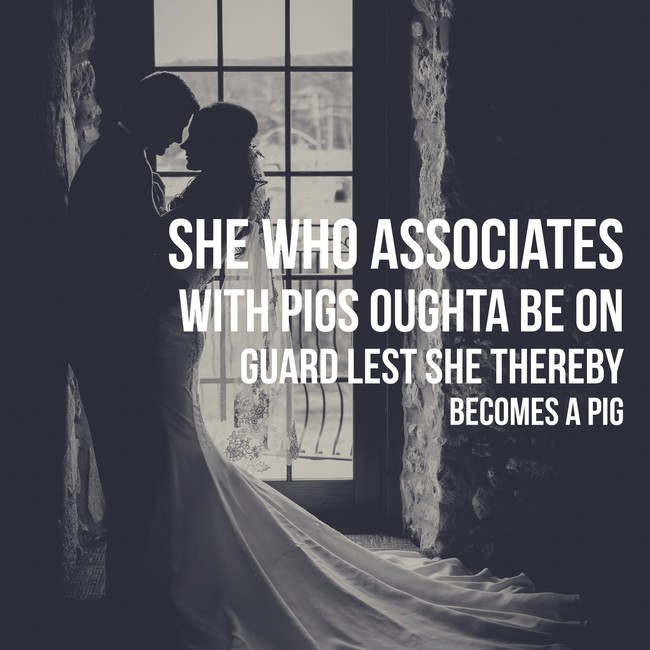 SHE WHO ASSOCIATES
WITH PIGS OUGHTA BE ON
GUARD LEST SHE THEREBY
BECOMES A PIG